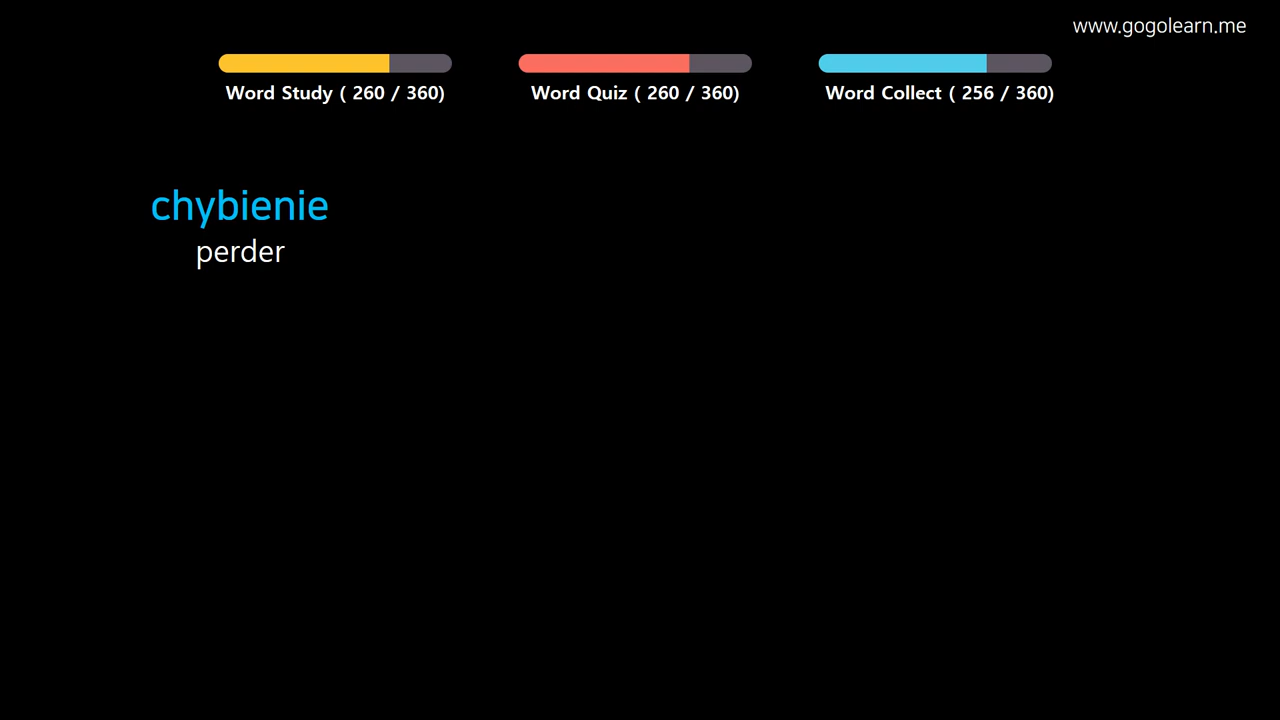 www.gogolearn.me
Word Study ( 260 / 360)
Word Quiz ( 260 / 360)
Word Collect ( 256 / 360)
chybienie
perder